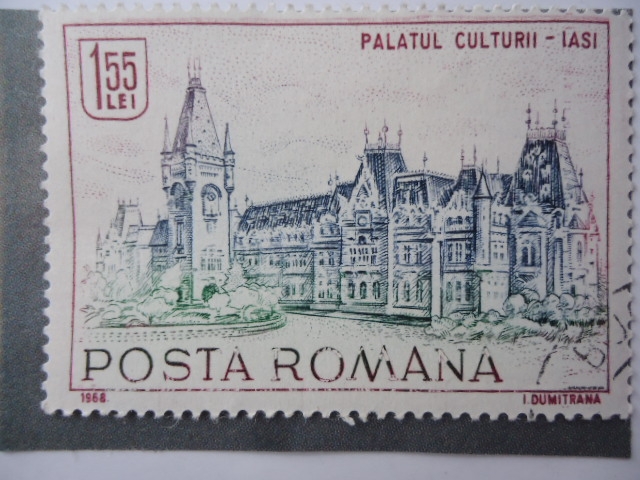 1.55
LEI
PALATUL CULTURII - IASI
POSTA ROMANA
1968.
I. DUMITRANA